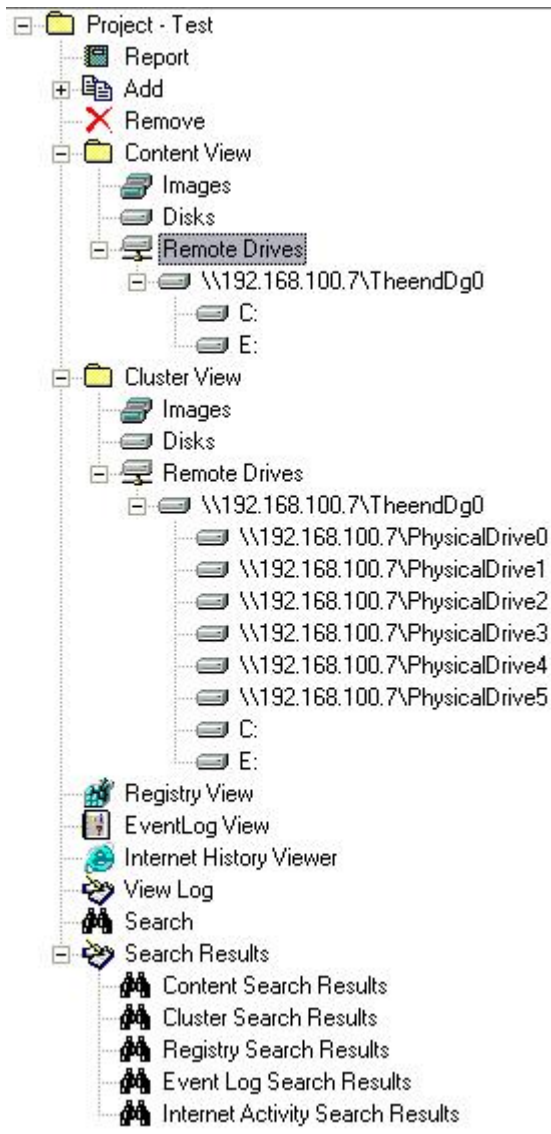 Project - Test
Report
Add
Remove
Content View
Images
Disks
Remote Drives
\\192.168.100.7\TheendDg0
C:
E:
Cluster View
Images
Disks
Remote Drives
\\192.168.100.7\TheendDg0
\\192.168.100.7\PhysicalDrive0
\\192.168.100.7\PhysicalDrive1
\\192.168.100.7\PhysicalDrive2
\\192.168.100.7\PhysicalDrive3
\\192.168.100.7\PhysicalDrive4
\\192.168.100.7\PhysicalDrive5
C:
E:
Registry View
EventLog View
Internet History Viewer
View Log
Search
Search Results
Content Search Results
Cluster Search Results
Registry Search Results
Event Log Search Results
Internet Activity Search Results